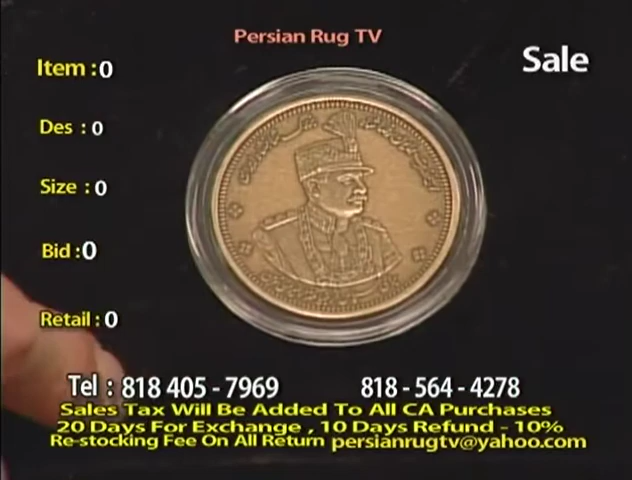 Persian Rug TV
Sale
Item : 0
Des : 0
Size : 0
Bid : 0
Retail : 0
Tel : 818 405 - 7969 818 - 564 - 4278
Sales Tax Will Be Added To All CA Purchases
20 Days For Exchange , 10 Days Refund - 10%
Re-stocking Fee On All Return persianrugtv@yahoo.com